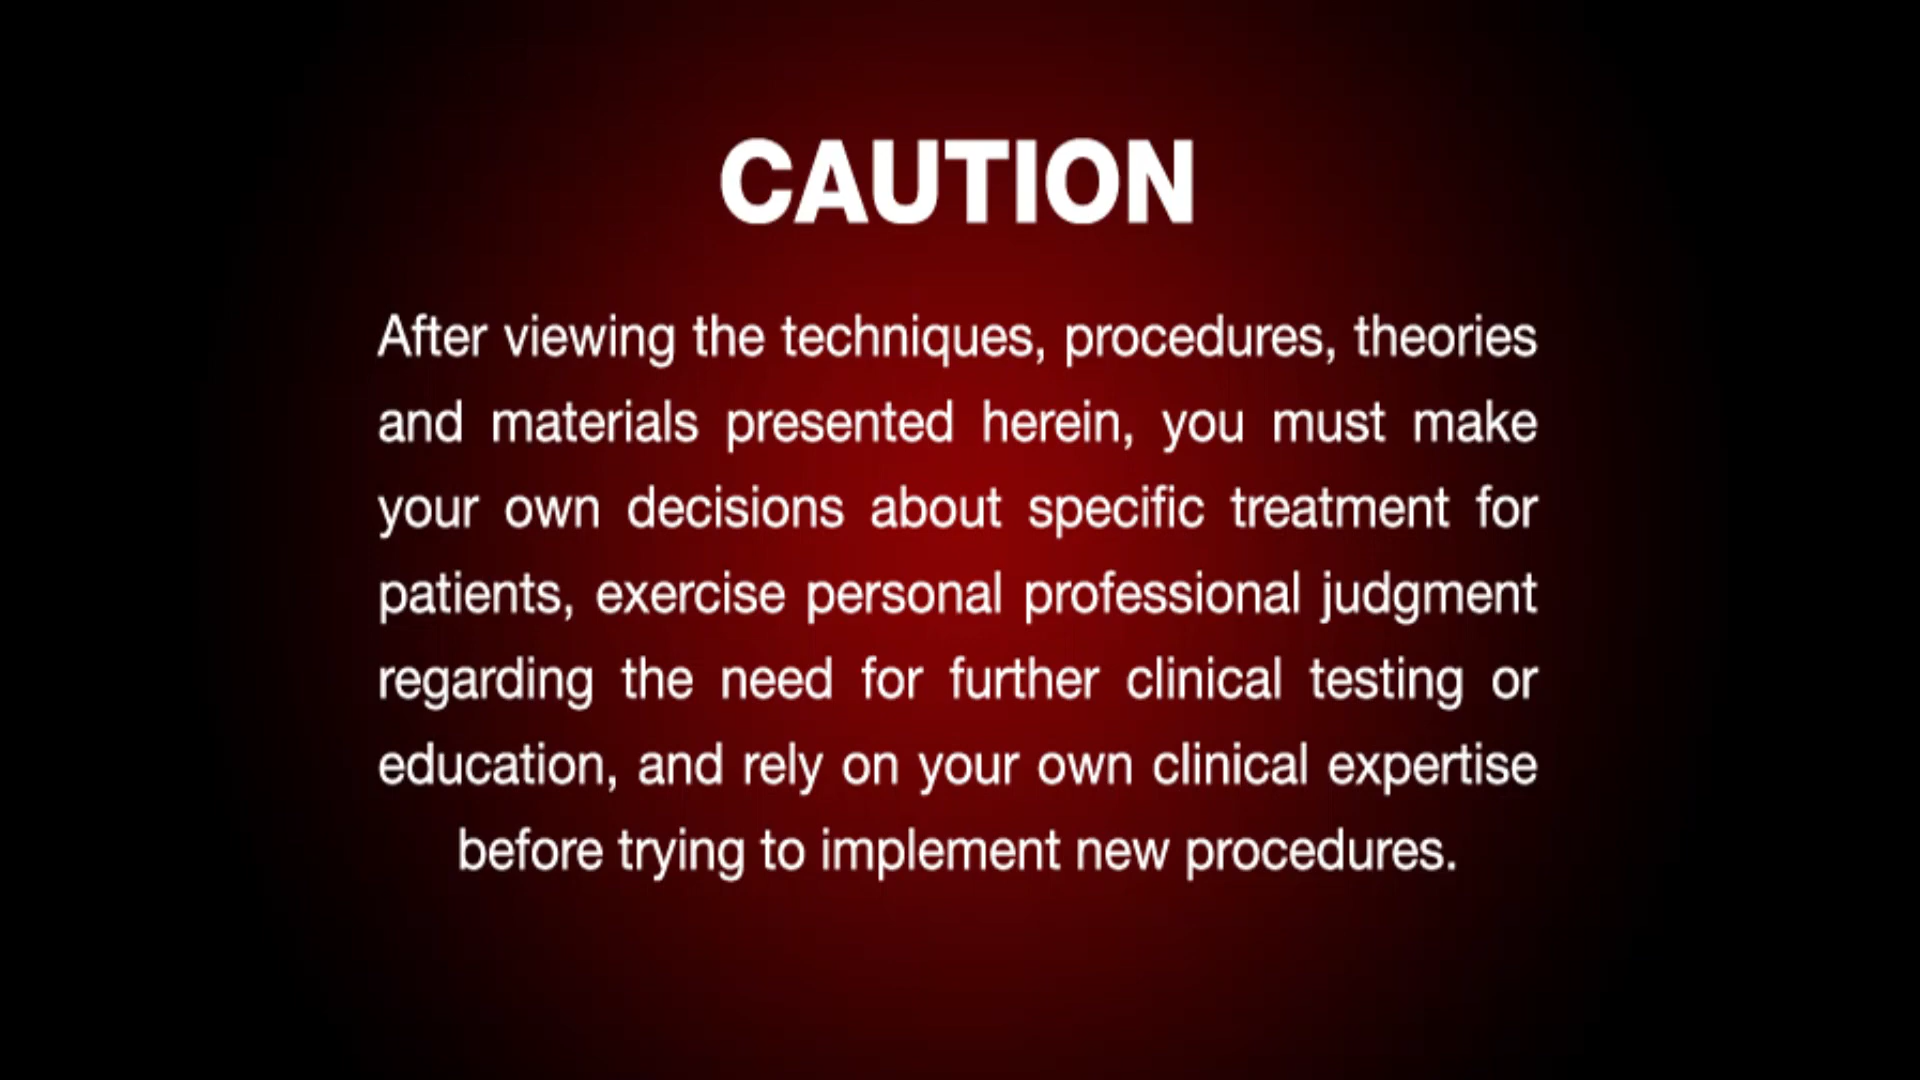 CAUTION
After viewing the techniques, procedures, theories
and materials presented herein, you must make
your own decisions about specific treatment for
patients, exercise personal professional judgment
regarding the need for further clinical testing or
education, and rely on your own clinical expertise
before trying to implement new procedures.